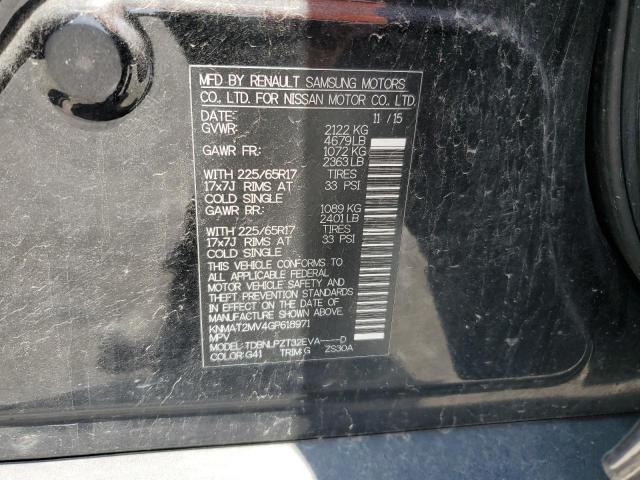 MFD BY RENAULT SAMSUNG MOTORS
CO., LTD. FOR NISSAN MOTOR CO., LTD.
DATE: 11 / 15
GVWR: 2122 KG
4679 LB
GAWR FR: 1072 KG
2363 LB
WITH 225/65R17 TIRES
17x7J RIMS AT 33 PSI
COLD SINGLE
GAWR RR: 1089 KG
2401 LB
WITH 225/65R17 TIRES
17x7J RIMS AT 33 PSI
COLD SINGLE
THIS VEHICLE CONFORMS TO
ALL APPLICABLE FEDERAL
MOTOR VEHICLE SAFETY AND
THEFT PREVENTION STANDARDS
IN EFFECT ON THE DATE OF
MANUFACTURE SHOWN ABOVE.
KNMAT2MV4GP618971
MPV
MODEL: TDBNLPZT32EVA----D
COLOR: G41 TRIM: G ZS30A